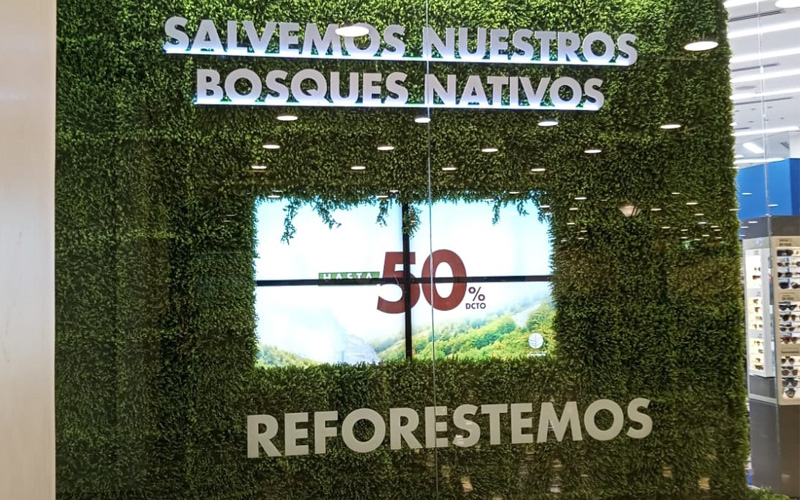 SALVEMOS NUESTROS
BOSQUES NATIVOS
HASTA 50% DCTO
REFORESTEMOS